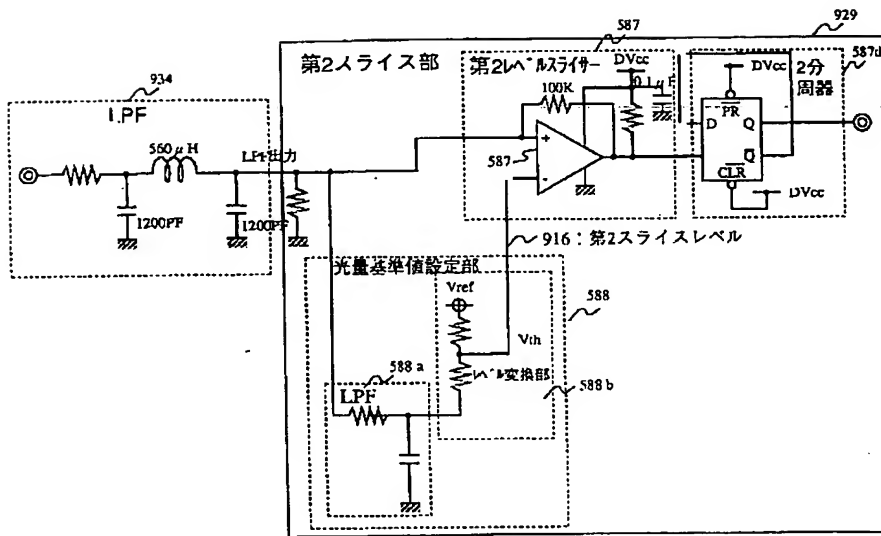 929
第2スライス部
587
第2レベルスライサー
DVcc
0.1μF
100K
+
-
587
DVcc
2分
周器
587d
PR
D
Q
Q
CLR
DVcc
934
LPF
560μH
LPF出力
1200PF
1200PF
916：第2スライスレベル
光量基準値設定部
588
Vref
Vth
レベル変換部
588b
588a
LPF